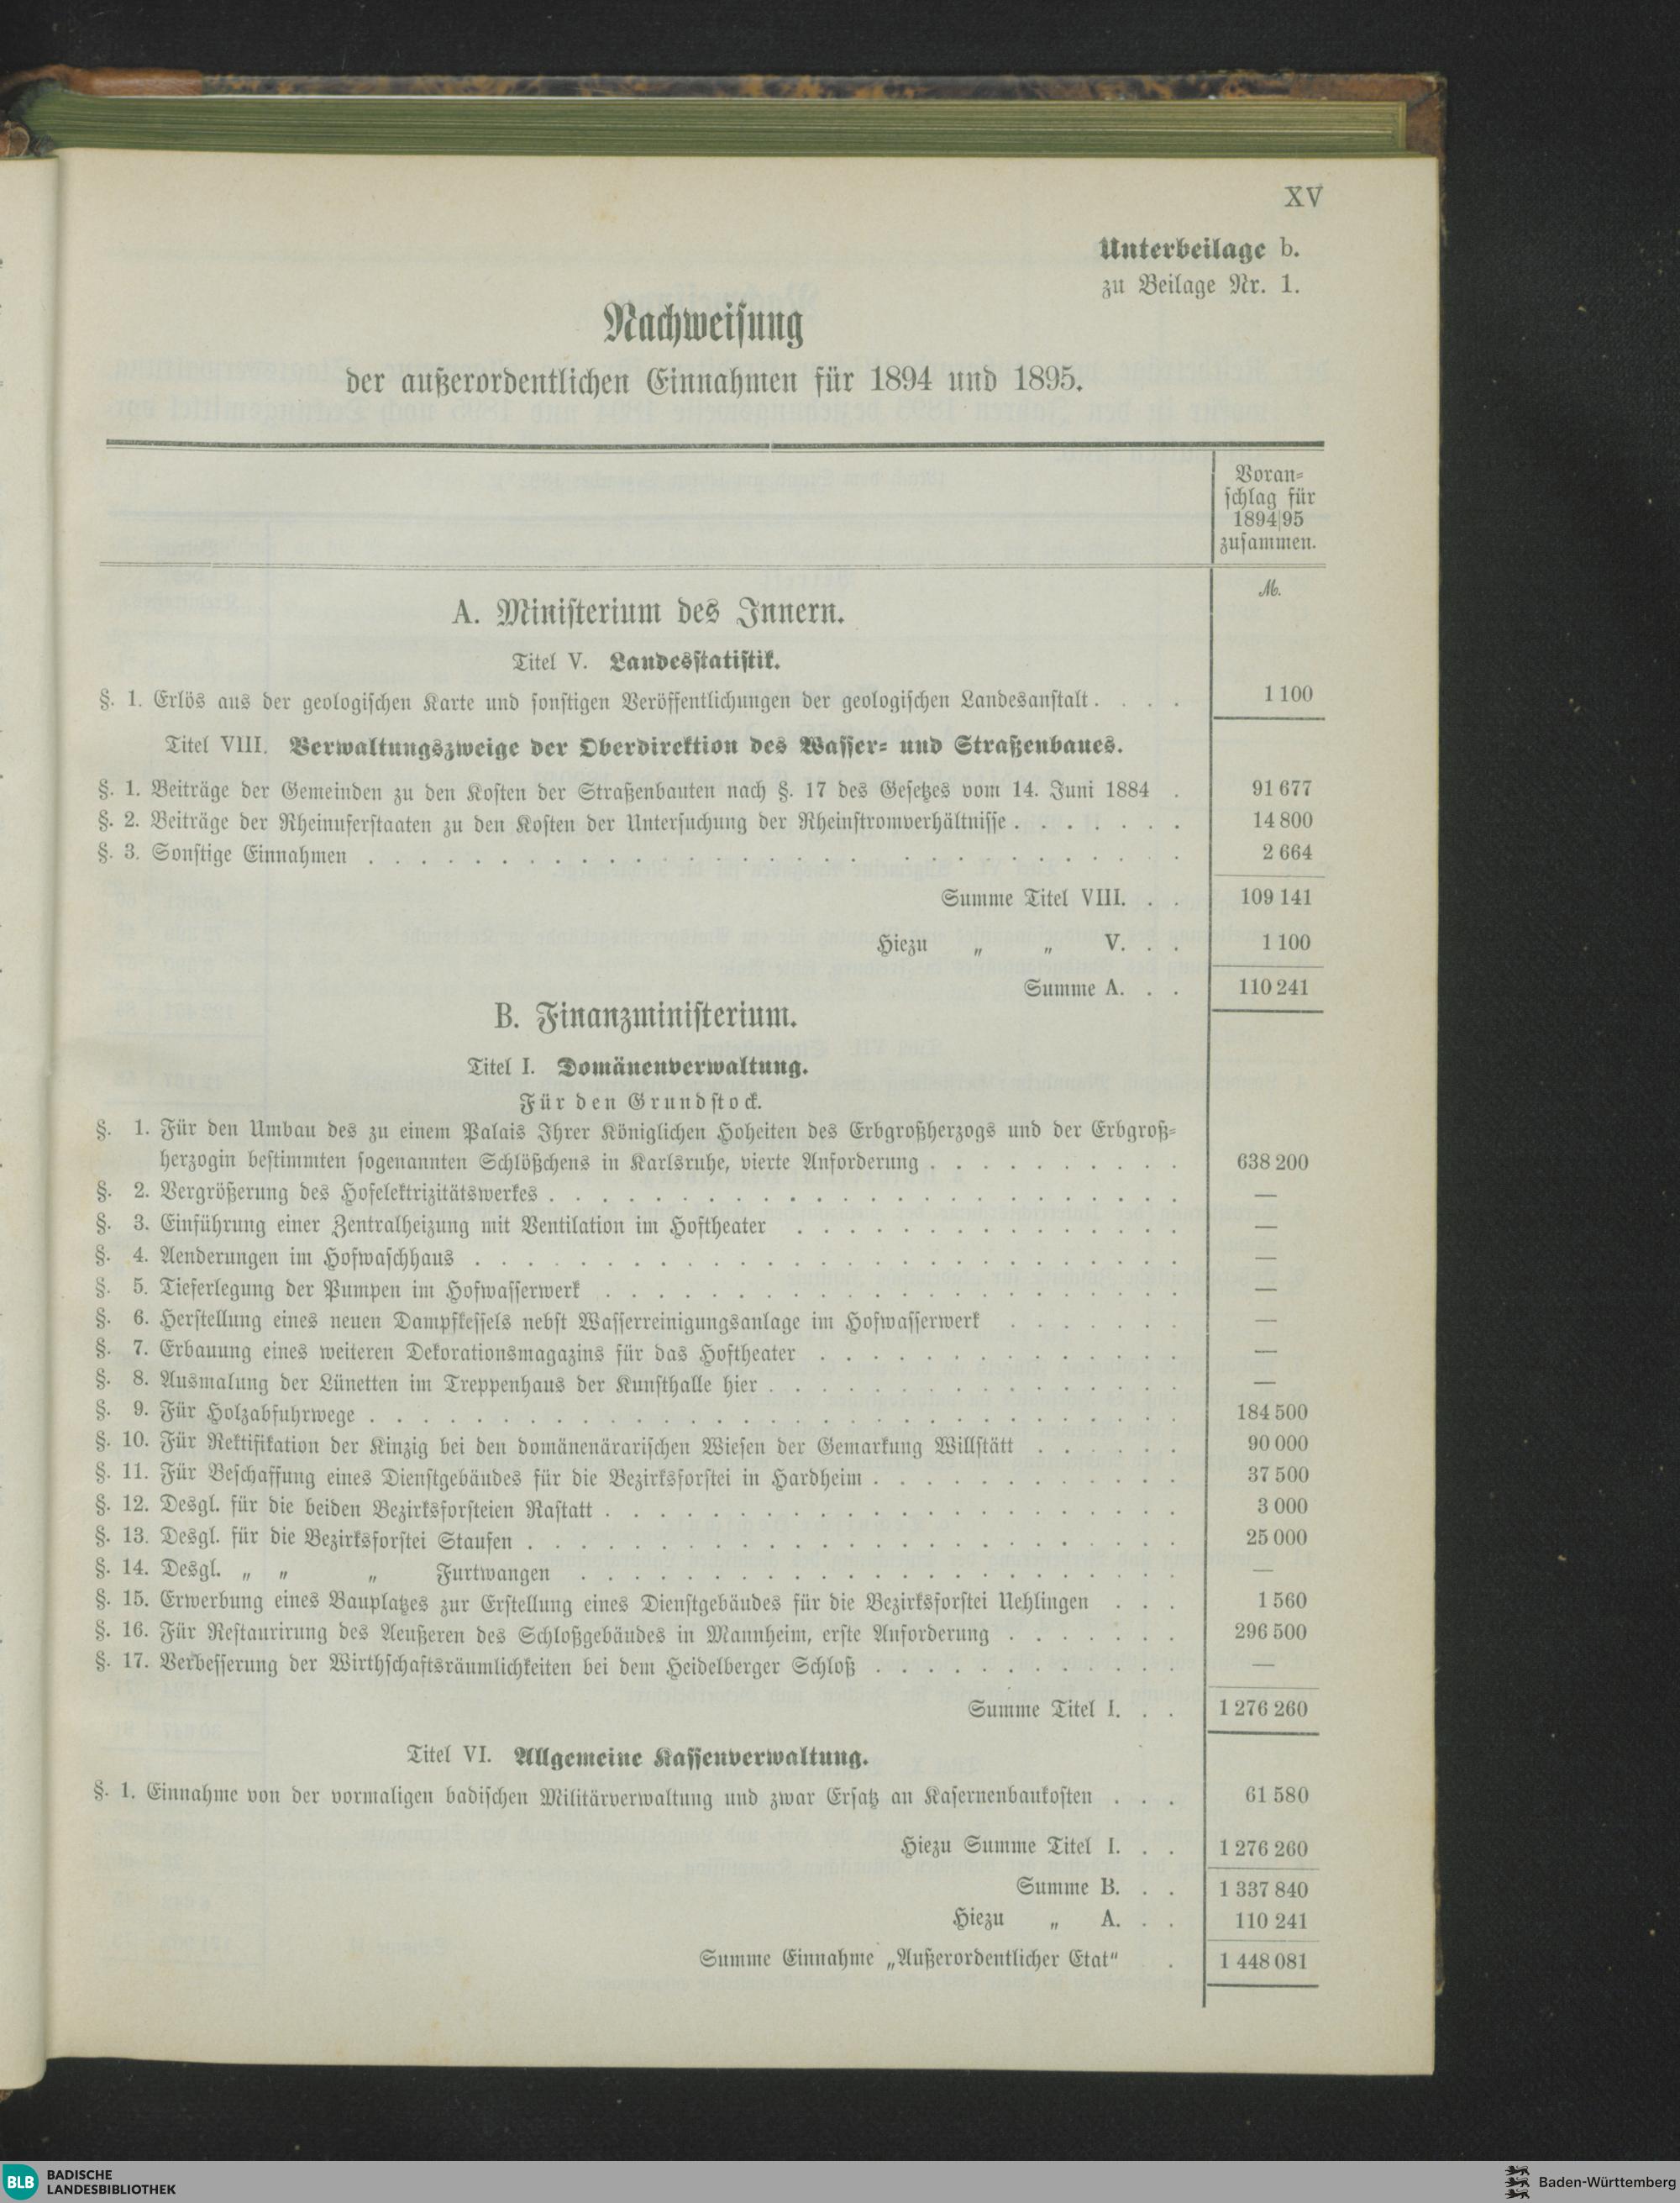 XV
Unterbeilage b.
zu Beilage Nr. 1.
Nachweisung
der außerordentlichen Einnahmen für 1894 und 1895.
Voran-
schlag für
1894|95
zusammen.
M.
A. Ministerium des Innern.
Titel V. Landesstatistik.
§. 1. Erlös aus der geologischen Karte und sonstigen Veröffentlichungen der geologischen Landesanstalt. . . . 1 100
Titel VIII. Verwaltungszweige der Oberdirektion des Wasser- und Straßenbaues.
§. 1. Beiträge der Gemeinden zu den Kosten der Straßenbauten nach §. 17 des Gesetzes vom 14. Juni 1884 . 91 677
§. 2. Beiträge der Rheinuferstaaten zu den Kosten der Untersuchung der Rheinstromverhältnisse . . . . . . . 14 800
§. 3. Sonstige Einnahmen . . . . . . . . . . 2 664
Summe Titel VIII. . . 109 141
Hiezu „ „ V. . . 1 100
Summe A. . . 110 241
B. Finanzministerium.
Titel I. Domänenverwaltung.
Für den Grundstock.
§. 1. Für den Umbau des zu einem Palais Ihrer Königlichen Hoheiten des Erbgroßherzogs und der Erbgroß-
herzogin bestimmten sogenannten Schlößchens in Karlsruhe, vierte Anforderung . . . . . . . . . . 638 200
§. 2. Vergrößerung des Hofelektrizitätswerkes . . . . . . . . . . —
§. 3. Einführung einer Zentralheizung mit Ventilation im Hoftheater . . . . . . . . . . —
§. 4. Aenderungen im Hofwaschhaus . . . . . . . . . . —
§. 5. Tieferlegung der Pumpen im Hofwasserwerk . . . . . . . . . . —
§. 6. Herstellung eines neuen Dampfkessels nebst Wasserreinigungsanlage im Hofwasserwerk . . . . . . . —
§. 7. Erbauung eines weiteren Dekorationsmagazins für das Hoftheater . . . . . . . . . . —
§. 8. Ausmalung der Lünetten im Treppenhaus der Kunsthalle hier . . . . . . . . . . —
§. 9. Für Holzabfuhrwege . . . . . . . . . . 184 500
§. 10. Für Rektifikation der Kinzig bei den domänenärarischen Wiesen der Gemarkung Willstätt . . . . . . 90 000
§. 11. Für Beschaffung eines Dienstgebäudes für die Bezirksforstei in Hardheim . . . . . . . . . . 37 500
§. 12. Desgl. für die beiden Bezirksforsteien Rastatt . . . . . . . . . . 3 000
§. 13. Desgl. für die Bezirksforstei Staufen . . . . . . . . . . 25 000
§. 14. Desgl. „ „ „ Furtwangen . . . . . . . . . . —
§. 15. Erwerbung eines Bauplatzes zur Erstellung eines Dienstgebäudes für die Bezirksforstei Uehlingen . . . 1 560
§. 16. Für Restaurirung des Aeußeren des Schloßgebäudes in Mannheim, erste Anforderung . . . . . . . 296 500
§. 17. Verbesserung der Wirthschaftsräumlichkeiten bei dem Heidelberger Schloß . . . . . . . . . . —
Summe Titel I. . . 1 276 260
Titel VI. Allgemeine Kassenverwaltung.
§. 1. Einnahme von der vormaligen badischen Militärverwaltung und zwar Ersatz an Kasernenbaukosten . . . 61 580
Hiezu Summe Titel I. . . 1 276 260
Summe B. . . 1 337 840
Hiezu „ A. . . 110 241
Summe Einnahme „Außerordentlicher Etat“ . 1 448 081
BLB BADISCHE
LANDESBIBLIOTHEK
Baden-Württemberg